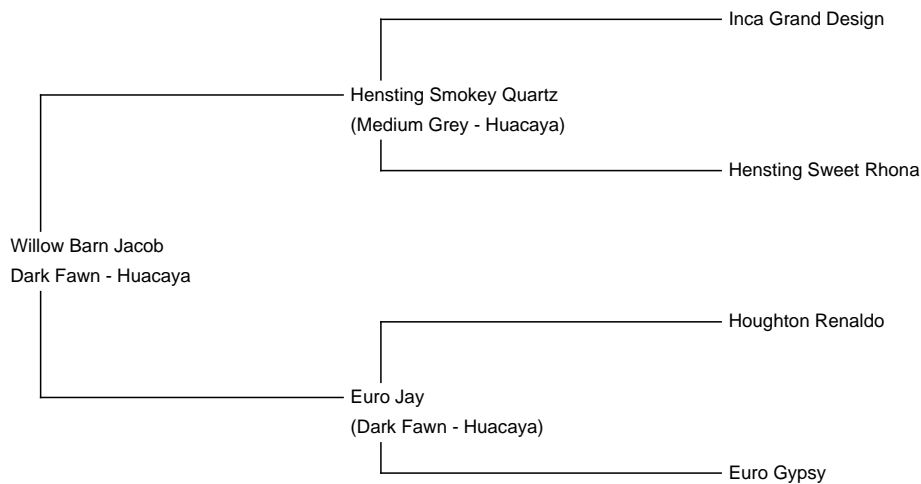 Inca Grand Design
Hensting Smokey Quartz
(Medium Grey - Huacaya)
Hensting Sweet Rhona
Willow Barn Jacob
Dark Fawn - Huacaya
Houghton Renaldo
Euro Jay
(Dark Fawn - Huacaya)
Euro Gypsy